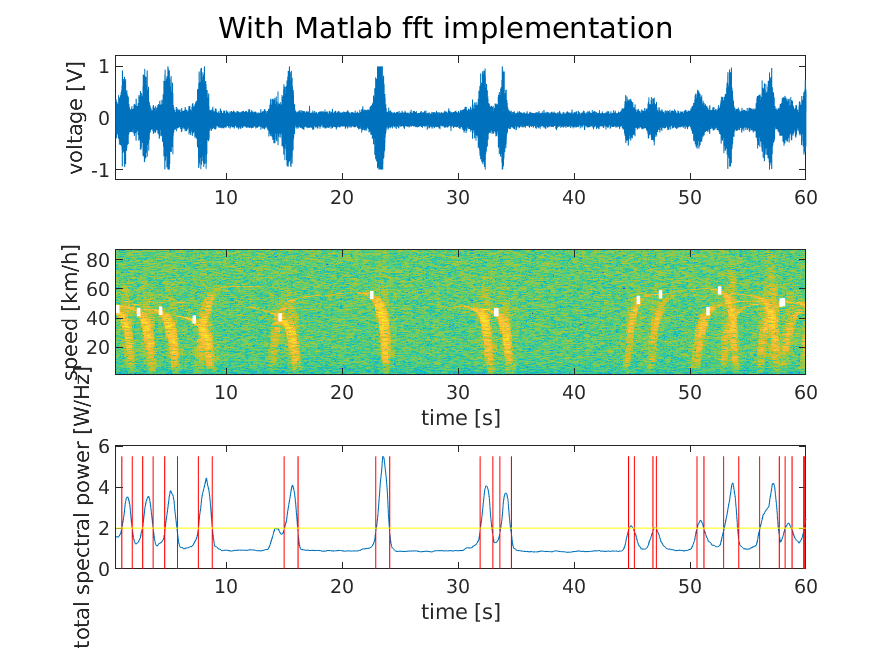 With Matlab fft implementation
voltage [V]
1
0
-1
10 20 30 40 50 60
speed [km/h]
80
60
40
20
10 20 30 40 50 60
time [s]
total spectral power [W/Hz]
6
4
2
0
10 20 30 40 50 60
time [s]